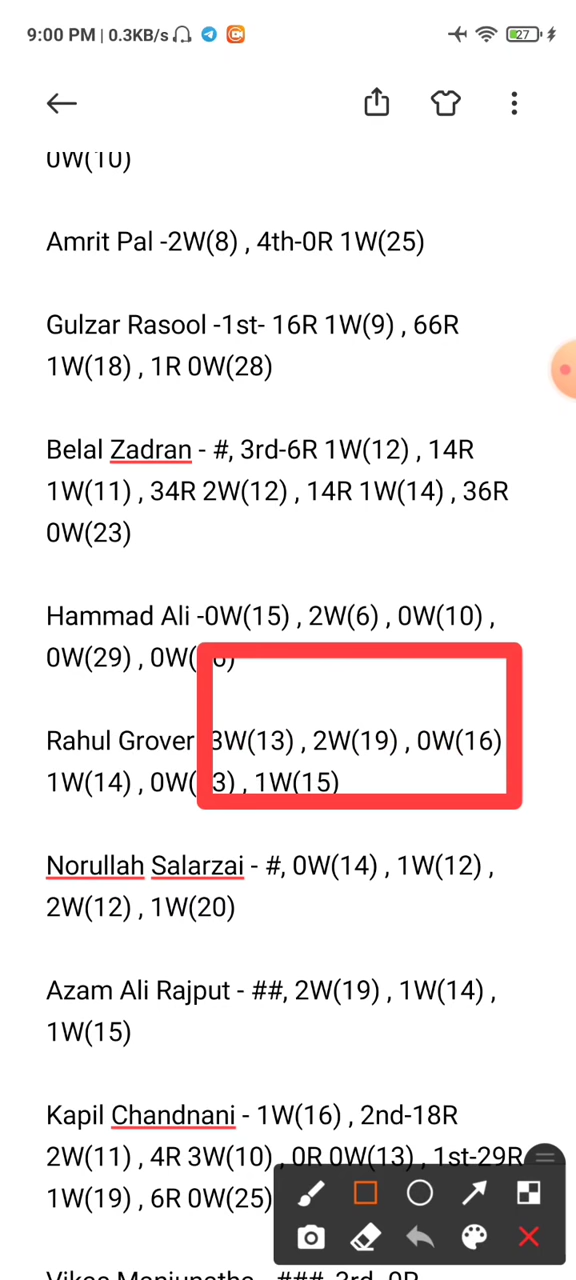 9:00 PM | 0.3KB/s
27
0W(10)
Amrit Pal -2W(8) , 4th-0R 1W(25)
Gulzar Rasool -1st- 16R 1W(9) , 66R
1W(18) , 1R 0W(28)
Belal Zadran - #, 3rd-6R 1W(12) , 14R
1W(11) , 34R 2W(12) , 14R 1W(14) , 36R
0W(23)
Hammad Ali -0W(15) , 2W(6) , 0W(10) ,
0W(29) , 0W(
Rahul Grover 3W(13) , 2W(19) , 0W(16)
1W(14) , 0W( 3) , 1W(15)
Norullah Salarzai - #, 0W(14) , 1W(12) ,
2W(12) , 1W(20)
Azam Ali Rajput - ##, 2W(19) , 1W(14) ,
1W(15)
Kapil Chandnani - 1W(16) , 2nd-18R
2W(11) , 4R 3W(10) , 0R 0W(13) , 1st-29R
1W(19) , 6R 0W(25)